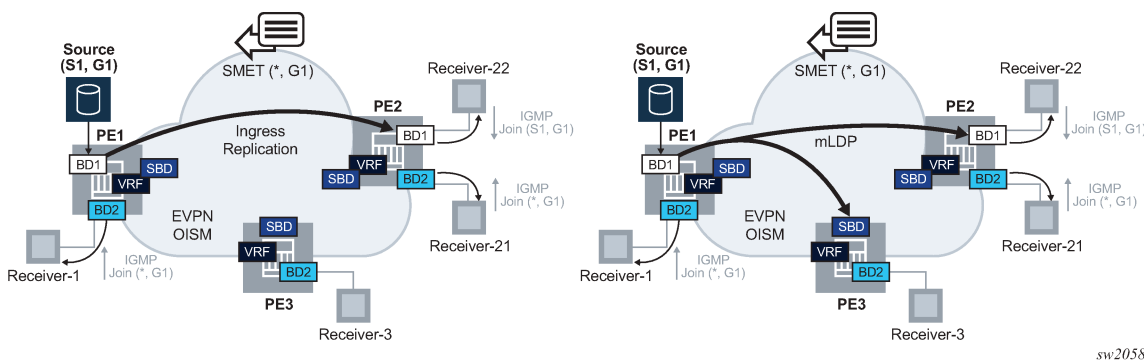 Source
(S1, G1)
SMET (*, G1)
Receiver-22
PE1
PE2
IGMP
Join (S1, G1)
BD1
BD1
Ingress
Replication
SBD
VRF
VRF
SBD
BD2
BD2
IGMP
Join (*, G1)
EVPN
OISM
SBD
Receiver-21
VRF
IGMP
Join (*, G1)
Receiver-1
BD2
PE3
Receiver-3
Source
(S1, G1)
SMET (*, G1)
Receiver-22
PE1
PE2
IGMP
Join (S1, G1)
BD1
BD1
mLDP
SBD
VRF
VRF
SBD
BD2
BD2
IGMP
Join (*, G1)
EVPN
OISM
SBD
Receiver-21
VRF
IGMP
Join (*, G1)
Receiver-1
BD2
PE3
Receiver-3
sw2058